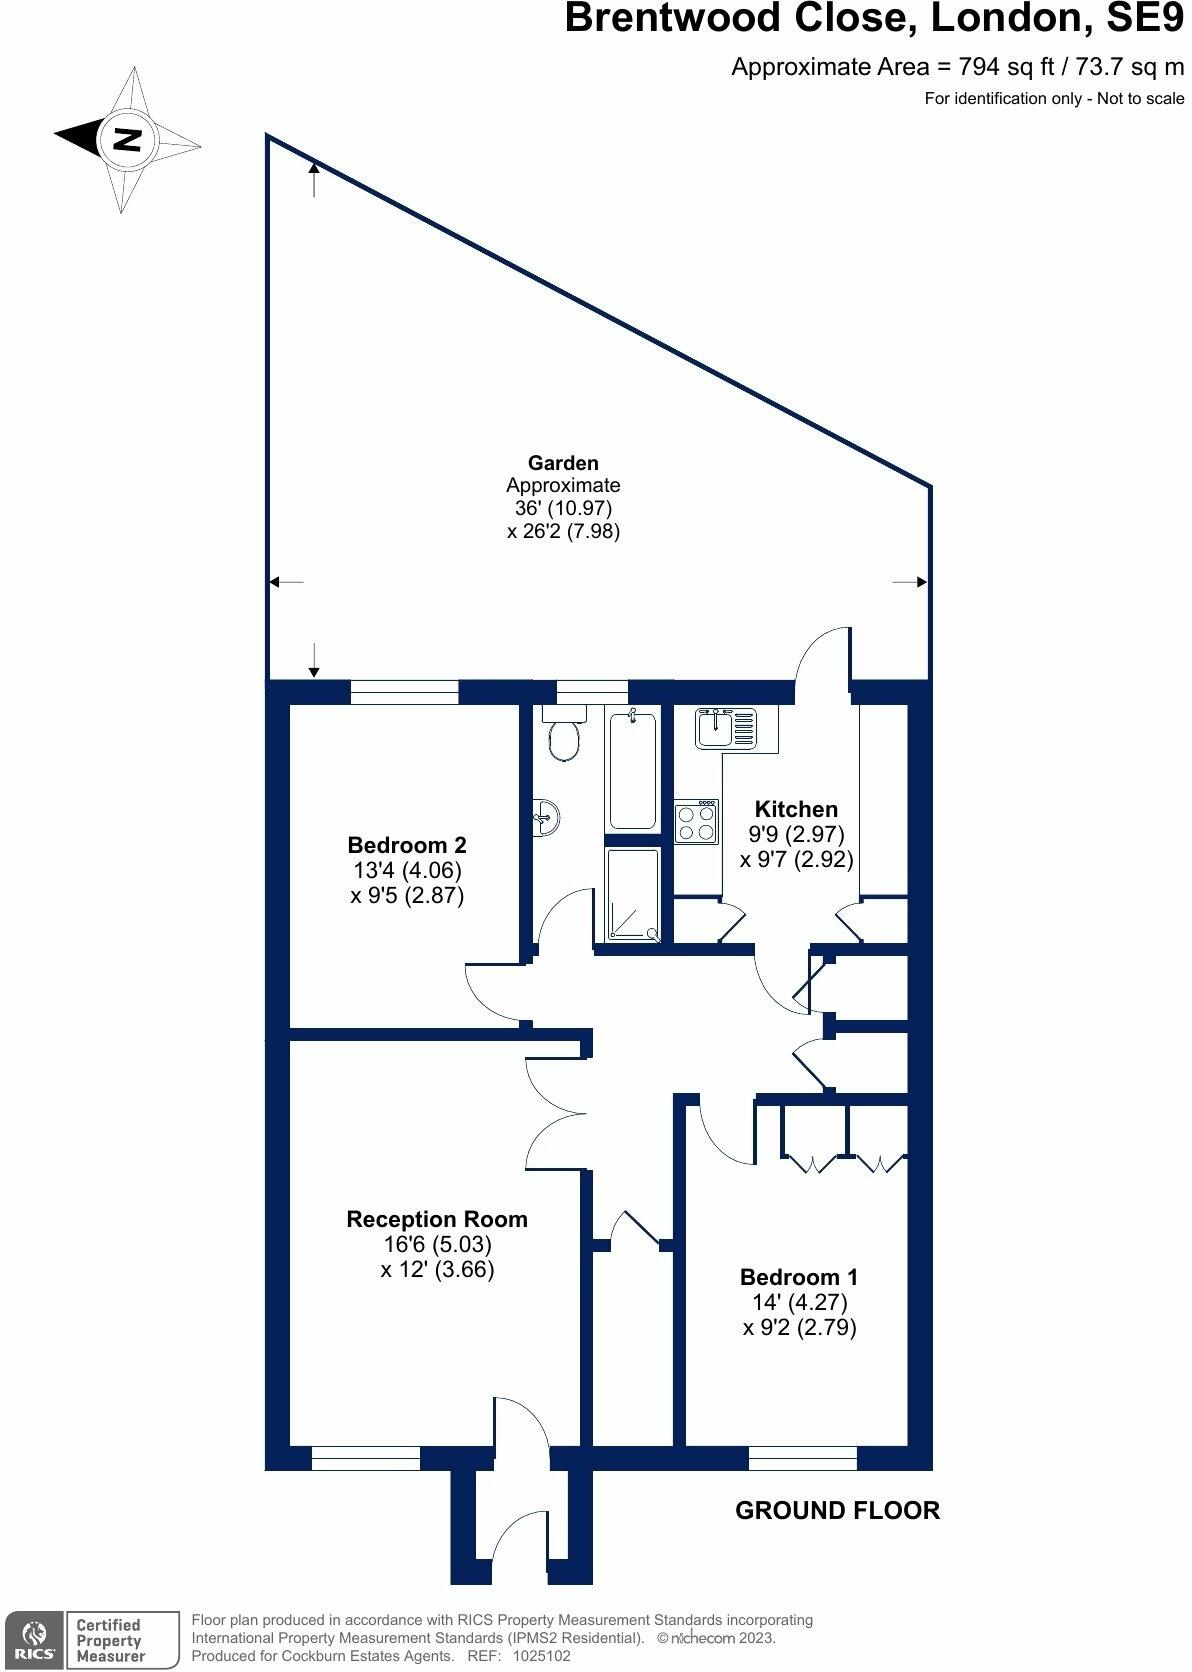 Brentwood Close, London, SE9
Approximate Area = 794 sq ft / 73.7 sq m
For identification only - Not to scale
N
Garden
Approximate
36' (10.97)
x 26'2 (7.98)
Kitchen
9'9 (2.97)
x 9'7 (2.92)
Bedroom 2
13'4 (4.06)
x 9'5 (2.87)
Reception Room
16'6 (5.03)
x 12' (3.66)
Bedroom 1
14' (4.27)
x 9'2 (2.79)
GROUND FLOOR
RICS
Certified
Property
Measurer
Floor plan produced in accordance with RICS Property Measurement Standards incorporating
International Property Measurement Standards (IPMS2 Residential). © nichecom 2023.
Produced for Cockburn Estates Agents. REF: 1025102